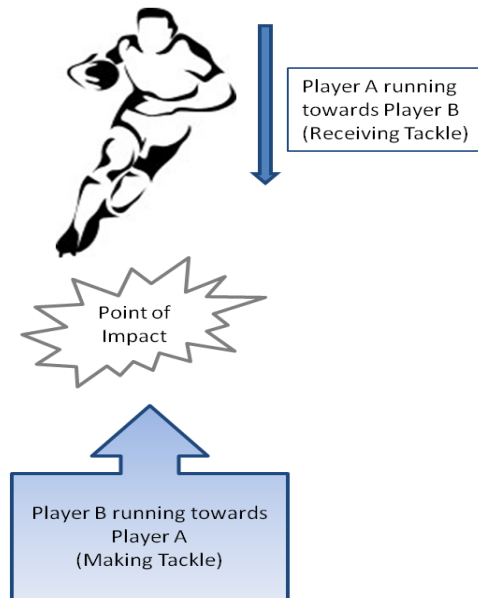 Player A running
towards Player B
(Receiving Tackle)
Point of
Impact
Player B running towards
Player A
(Making Tackle)